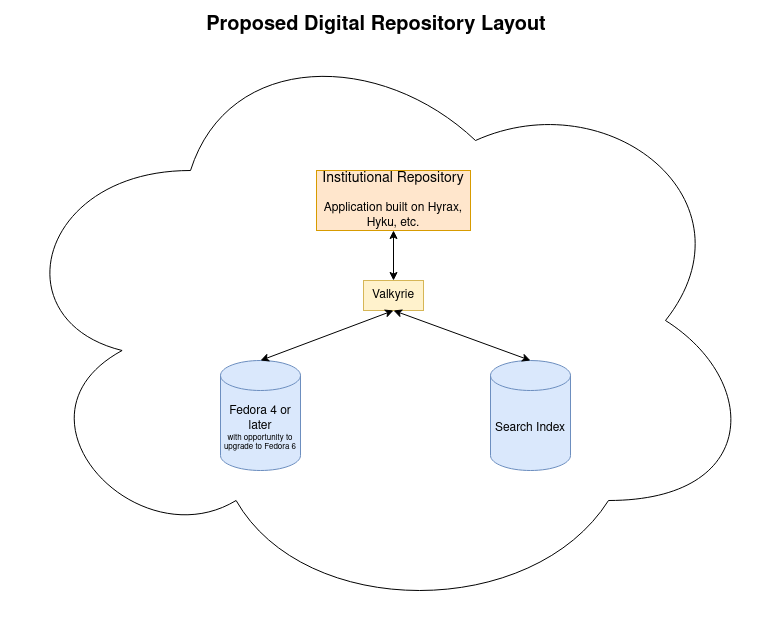 Proposed Digital Repository Layout
Institutional Repository
Application built on Hyrax,
Hyku, etc.
Valkyrie
Fedora 4 or
later
with opportunity to
upgrade to Fedora 6
Search Index